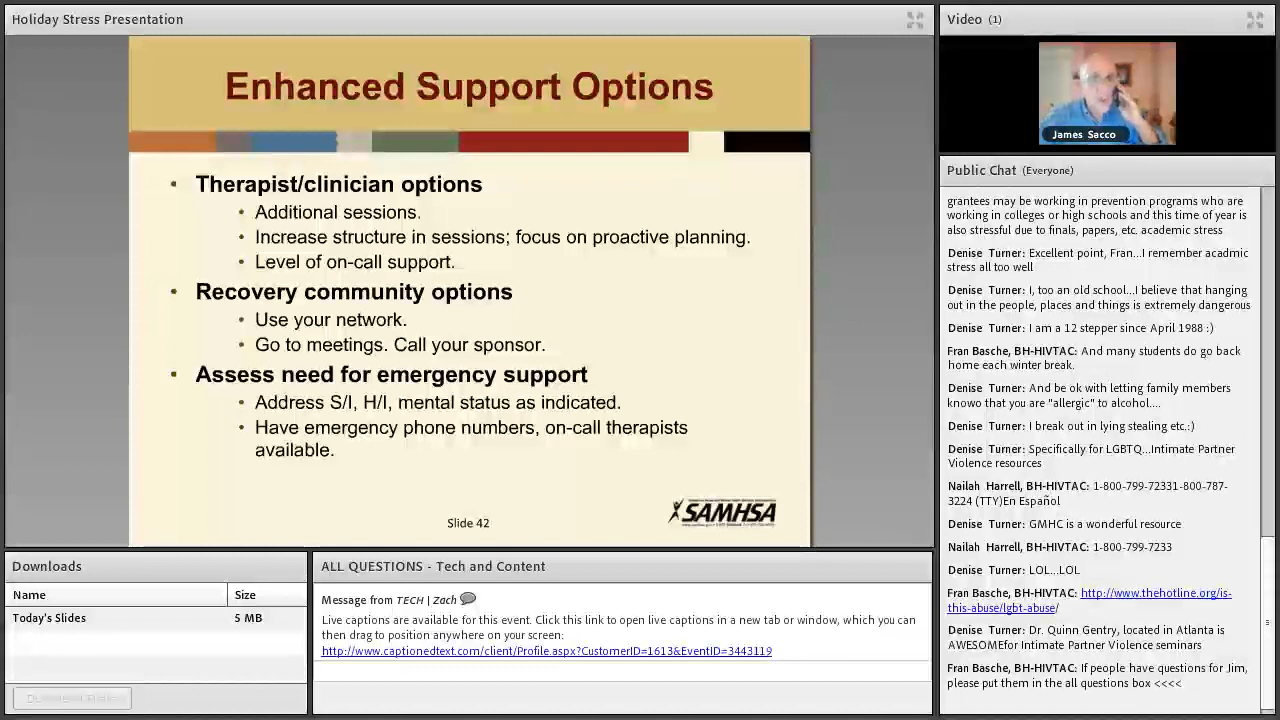 Holiday Stress Presentation
Enhanced Support Options
• Therapist/clinician options
• Additional sessions.
• Increase structure in sessions; focus on proactive planning.
• Level of on-call support.
• Recovery community options
• Use your network.
• Go to meetings. Call your sponsor.
• Assess need for emergency support
• Address S/I, H/I, mental status as indicated.
• Have emergency phone numbers, on-call therapists
available.
Slide 42
SAMHSA
Video (1)
James Sacco
Public Chat (Everyone)
grantees may be working in prevention programs who are
working in colleges or high schools and this time of year is
also stressful due to finals, papers, etc. academic stress
Denise Turner: Excellent point, Fran...I remember acadmic
stress all too well
Denise Turner: I, too an old school...I believe that hanging
out in the people, places and things is extremely dangerous
Denise Turner: I am a 12 stepper since April 1988 :)
Fran Basche, BH-HIVTAC: And many students do go back
home each winter break.
Denise Turner: And be ok with letting family members
knowo that you are "allergic" to alcohol....
Denise Turner: I break out in lying stealing etc.:)
Denise Turner: Specifically for LGBTQ...Intimate Partner
Violence resources
Nailah Harrell, BH-HIVTAC: 1-800-799-72331-800-787-
3224 (TTY)En Español
Denise Turner: GMHC is a wonderful resource
Nailah Harrell, BH-HIVTAC: 1-800-799-7233
Denise Turner: LOL...LOL
Fran Basche, BH-HIVTAC: http://www.thehotline.org/is-
this-abuse/lgbt-abuse/
Denise Turner: Dr. Quinn Gentry, located in Atlanta is
AWESOMEfor Intimate Partner Violence seminars
Fran Basche, BH-HIVTAC: If people have questions for Jim,
please put them in the all questions box <<<<
Downloads
Name Size
Today's Slides 5 MB
ALL QUESTIONS - Tech and Content
Message from TECH | Zach
Live captions are available for this event. Click this link to open live captions in a new tab or window, which you can
then drag to position anywhere on your screen:
http://www.captionedtext.com/client/Profile.aspx?CustomerID=1613&EventID=3443119